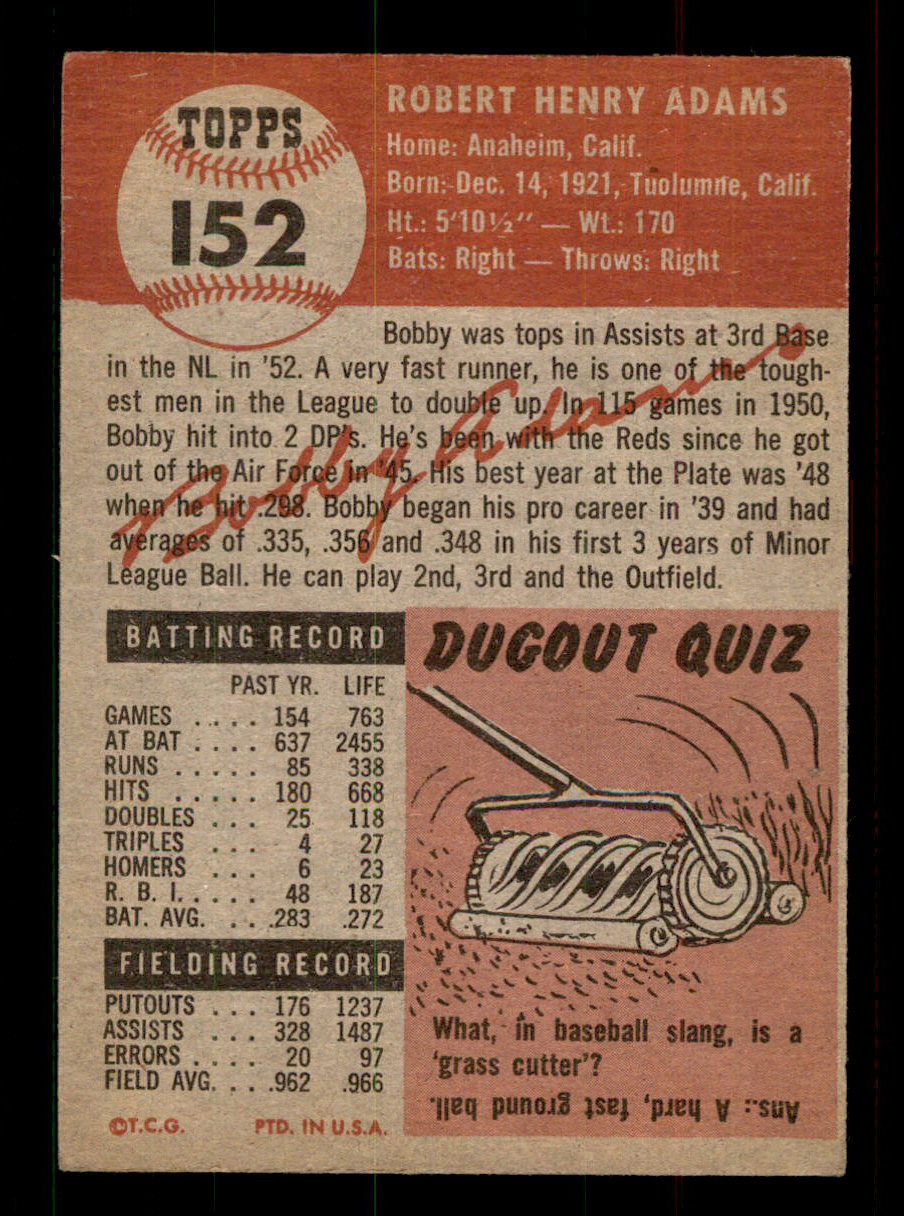 TOPPS
152
ROBERT HENRY ADAMS
Home: Anaheim, Calif.
Born: Dec. 14, 1921, Tuolumne, Calif.
Ht.: 5'10½" — Wt.: 170
Bats: Right — Throws: Right
Bobby was tops in Assists at 3rd Base
in the NL in '52. A very fast runner, he is one of the tough-
est men in the League to double up. In 115 games in 1950,
Bobby hit into 2 DP's. He's been with the Reds since he got
out of the Air Force in '45. His best year at the Plate was '48
when he hit .298. Bobby began his pro career in '39 and had
averages of .335, .356 and .348 in his first 3 years of Minor
League Ball. He can play 2nd, 3rd and the Outfield.
Bobby Adams
BATTING RECORD
PAST YR. LIFE
GAMES . . . . . 154 763
AT BAT . . . . 637 2455
RUNS . . . . . 85 338
HITS . . . . . 180 668
DOUBLES . . . 25 118
TRIPLES . . . 4 27
HOMERS . . . 6 23
R. B. I. . . . . 48 187
BAT. AVG. . . .283 .272
FIELDING RECORD
PUTOUTS . . . 176 1237
ASSISTS . . . 328 1487
ERRORS . . . . 20 97
FIELD AVG. . . .962 .966
©T.C.G. PTD. IN U.S.A.
DUGOUT QUIZ
What, in baseball slang, is a
'grass cutter'?
Ans.: A hard, fast ground ball.